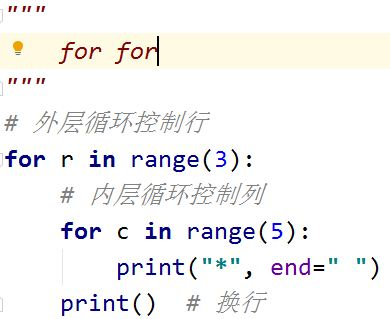 """
    for for
"""
# 外层循环控制行
for r in range(3):
    # 内层循环控制列
    for c in range(5):
        print("*", end=" ")
    print()  # 换行